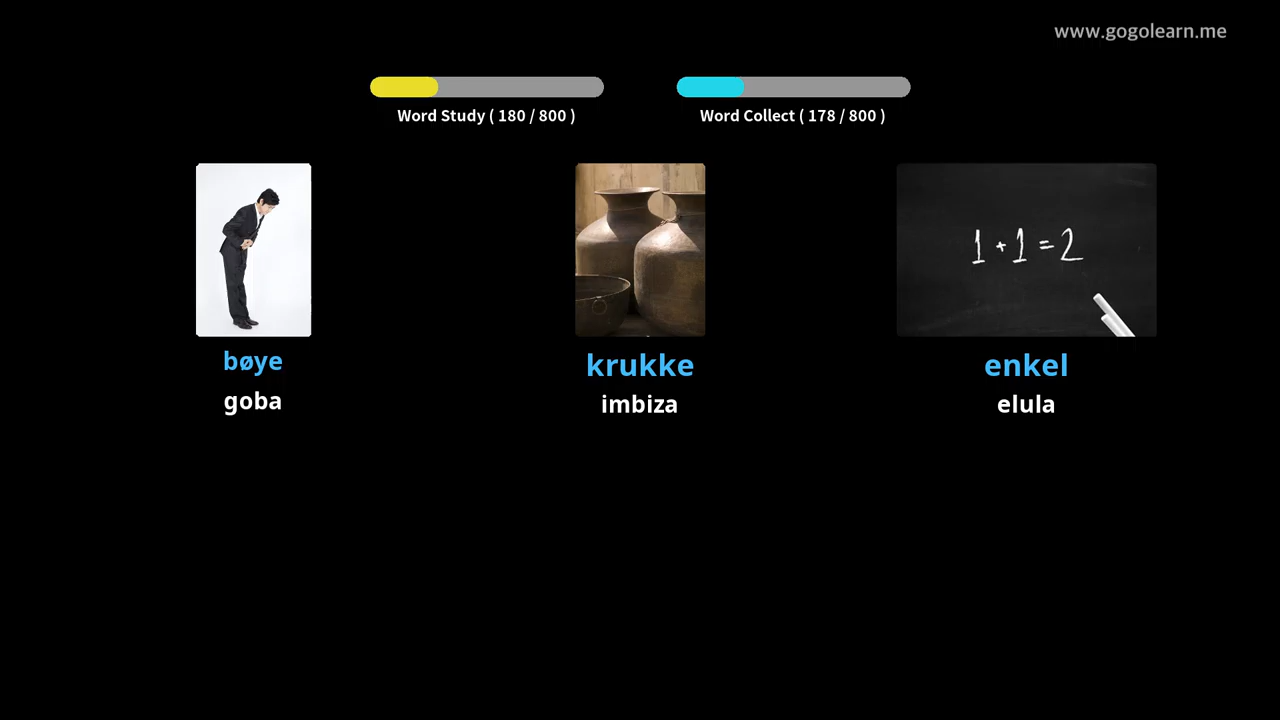 www.gogolearn.me
Word Study ( 180 / 800 )
Word Collect ( 178 / 800 )
1 + 1 = 2
bøye
krukke
enkel
goba
imbiza
elula